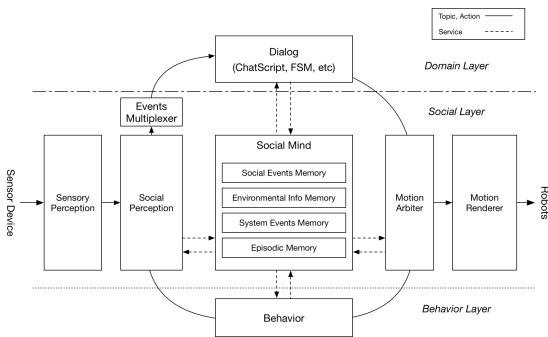 Topic, Action
Service
Dialog
(ChatScript, FSM, etc)
Domain Layer
Social Layer
Events
Multiplexer
Sensor Device
Sensory
Perception
Social
Perception
Social Mind
Social Events Memory
Environmental Info Memory
System Events Memory
Episodic Memory
Motion
Arbiter
Motion
Renderer
Robots
Behavior
Behavior Layer